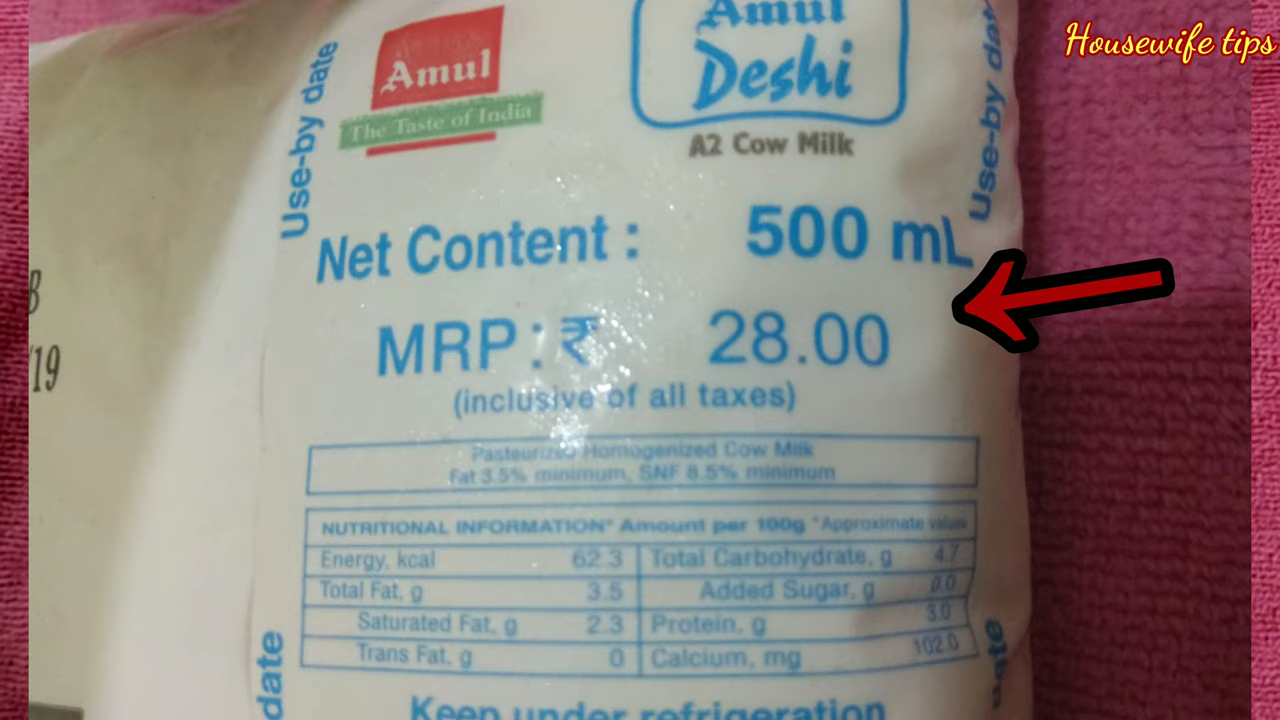 Housewife tips
Amul
The Taste of India
Amul
Deshi
A2 Cow Milk
Use-by date
Use-by date
Net Content : 500 mL
MRP : ₹ 28.00
(inclusive of all taxes)
B
/19
Pasteurized Homogenized Cow Milk
Fat 3.5% minimum, SNF 8.5% minimum
NUTRITIONAL INFORMATION* Amount per 100g *Approximate values
Energy, kcal 62.3 Total Carbohydrate, g 4.7
Total Fat, g 3.5 Added Sugar, g 0.0
Saturated Fat, g 2.3 Protein, g 3.0
Trans Fat, g 0 Calcium, mg 102.0
date
Keep under refrigeration